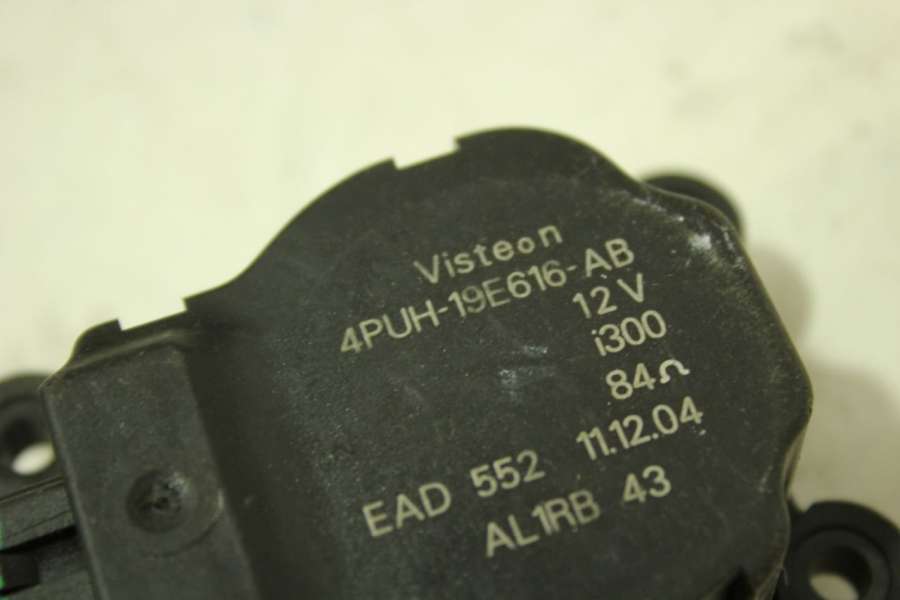 Visteon
4PUH-19E616-AB
12V
i300
84Ω
EAD 552 11.12.04
AL1RB 43